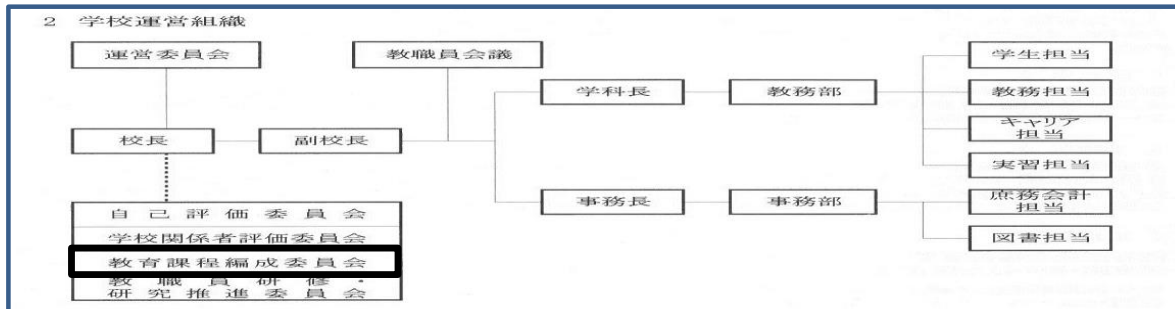 2 学校運営組織
運営委員会
教職員会議
学生担当
学科長
教務部
教務担当
校長
副校長
キャリア
担当
実習担当
自己評価委員会
学校関係者評価委員会
教育課程編成委員会
教職員研修・
研究推進委員会
事務長
事務部
庶務会計
担当
図書担当